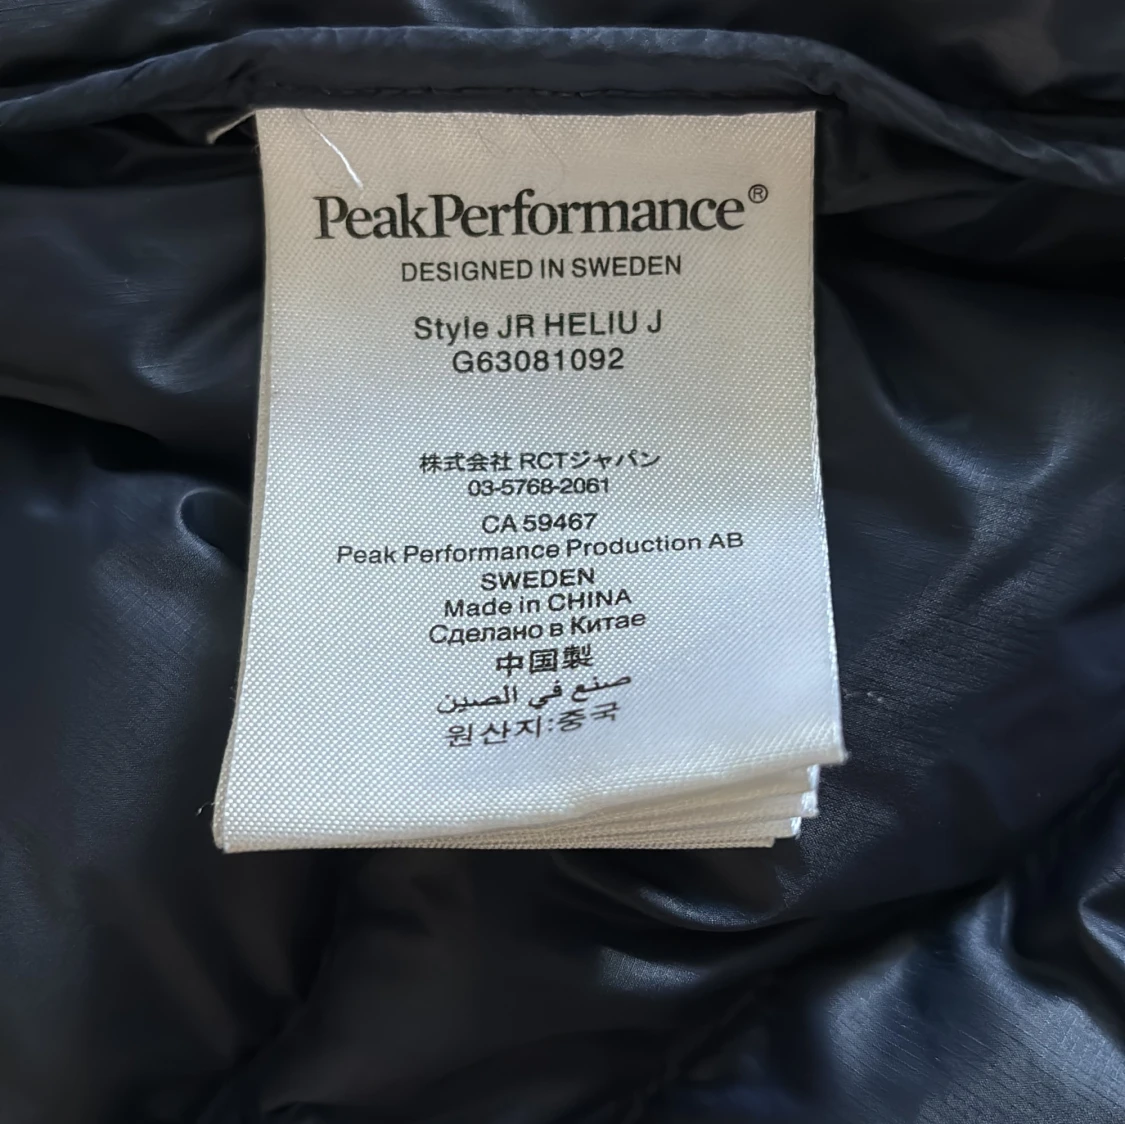 PeakPerformance®
DESIGNED IN SWEDEN
Style JR HELIU J
G63081092
株式会社 RCTジャパン
03-5768-2061
CA 59467
Peak Performance Production AB
SWEDEN
Made in CHINA
Сделано в Китае
中国製
صنع في الصين
원산지:중국